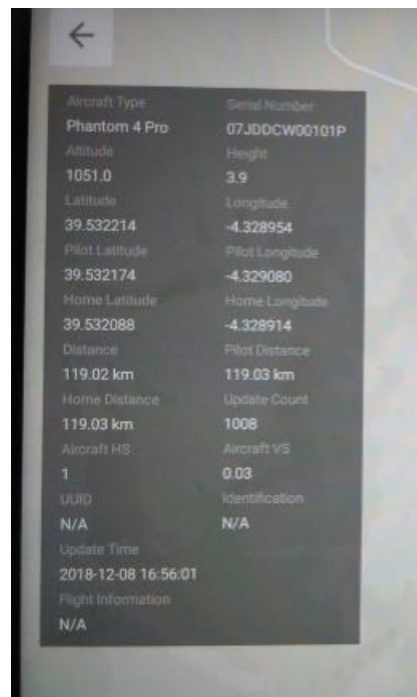 Aircraft Type Serial Number
Phantom 4 Pro 07JDDCW00101P
Altitude Height
1051.0 3.9
Latitude Longitude
39.532214 -4.328954
Pilot Latitude Pilot Longitude
39.532174 -4.329080
Home Latitude Home Longitude
39.532088 -4.328914
Distance Pilot Distance
119.02 km 119.03 km
Home Distance Update Count
119.03 km 1008
Aircraft HS Aircraft VS
1 0.03
UUID Identification
N/A N/A
Update Time
2018-12-08 16:56:01
Flight Information
N/A